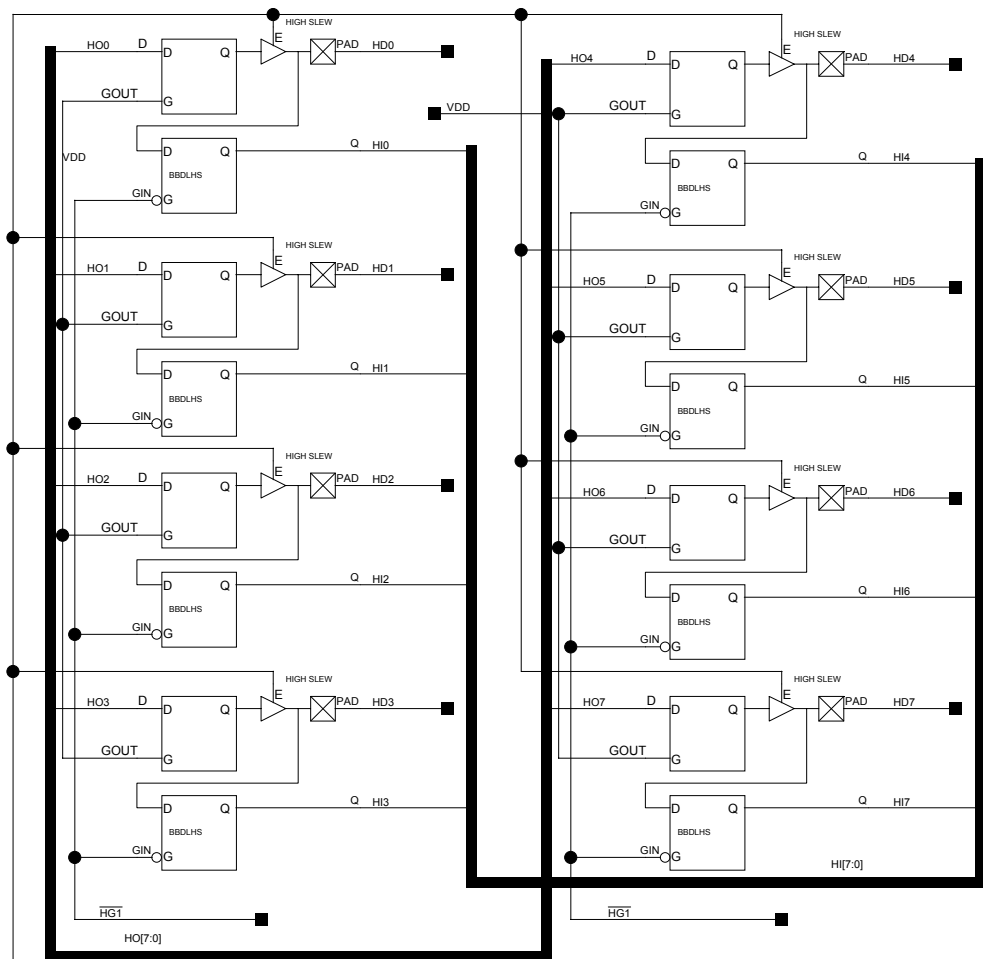 HIGH SLEW
HO0 D D Q E PAD HD0
GOUT G
VDD
D Q Q HI0
BBDLHS
GIN G
HIGH SLEW
HO1 D D Q E PAD HD1
GOUT G
D Q Q HI1
BBDLHS
GIN G
HIGH SLEW
HO2 D D Q E PAD HD2
GOUT G
D Q Q HI2
BBDLHS
GIN G
HIGH SLEW
HO3 D D Q E PAD HD3
GOUT G
D Q Q HI3
BBDLHS
GIN G
HG1
HO[7:0]
HIGH SLEW
HO4 D D Q E PAD HD4
VDD GOUT G
D Q Q HI4
BBDLHS
GIN G
HIGH SLEW
HO5 D D Q E PAD HD5
GOUT G
D Q Q HI5
BBDLHS
GIN G
HIGH SLEW
HO6 D D Q E PAD HD6
GOUT G
D Q Q HI6
BBDLHS
GIN G
HIGH SLEW
HO7 D D Q E PAD HD7
GOUT G
D Q Q HI7
BBDLHS
GIN G
HI[7:0]
HG1